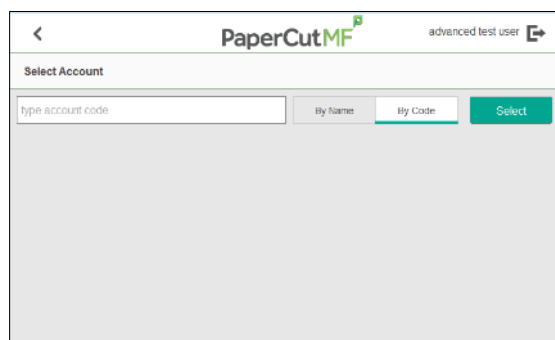 PaperCutMF advanced test user
Select Account
type account code By Name By Code Select